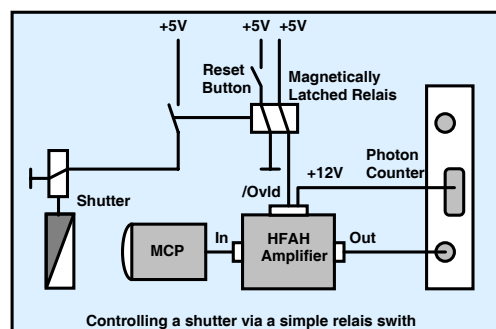 +5V +5V +5V
Reset
Button
Magnetically
Latched Relais
Photon
Counter
+12V
/Ovld
Shutter
MCP
In
HFAH
Amplifier
Out
Controlling a shutter via a simple relais swith